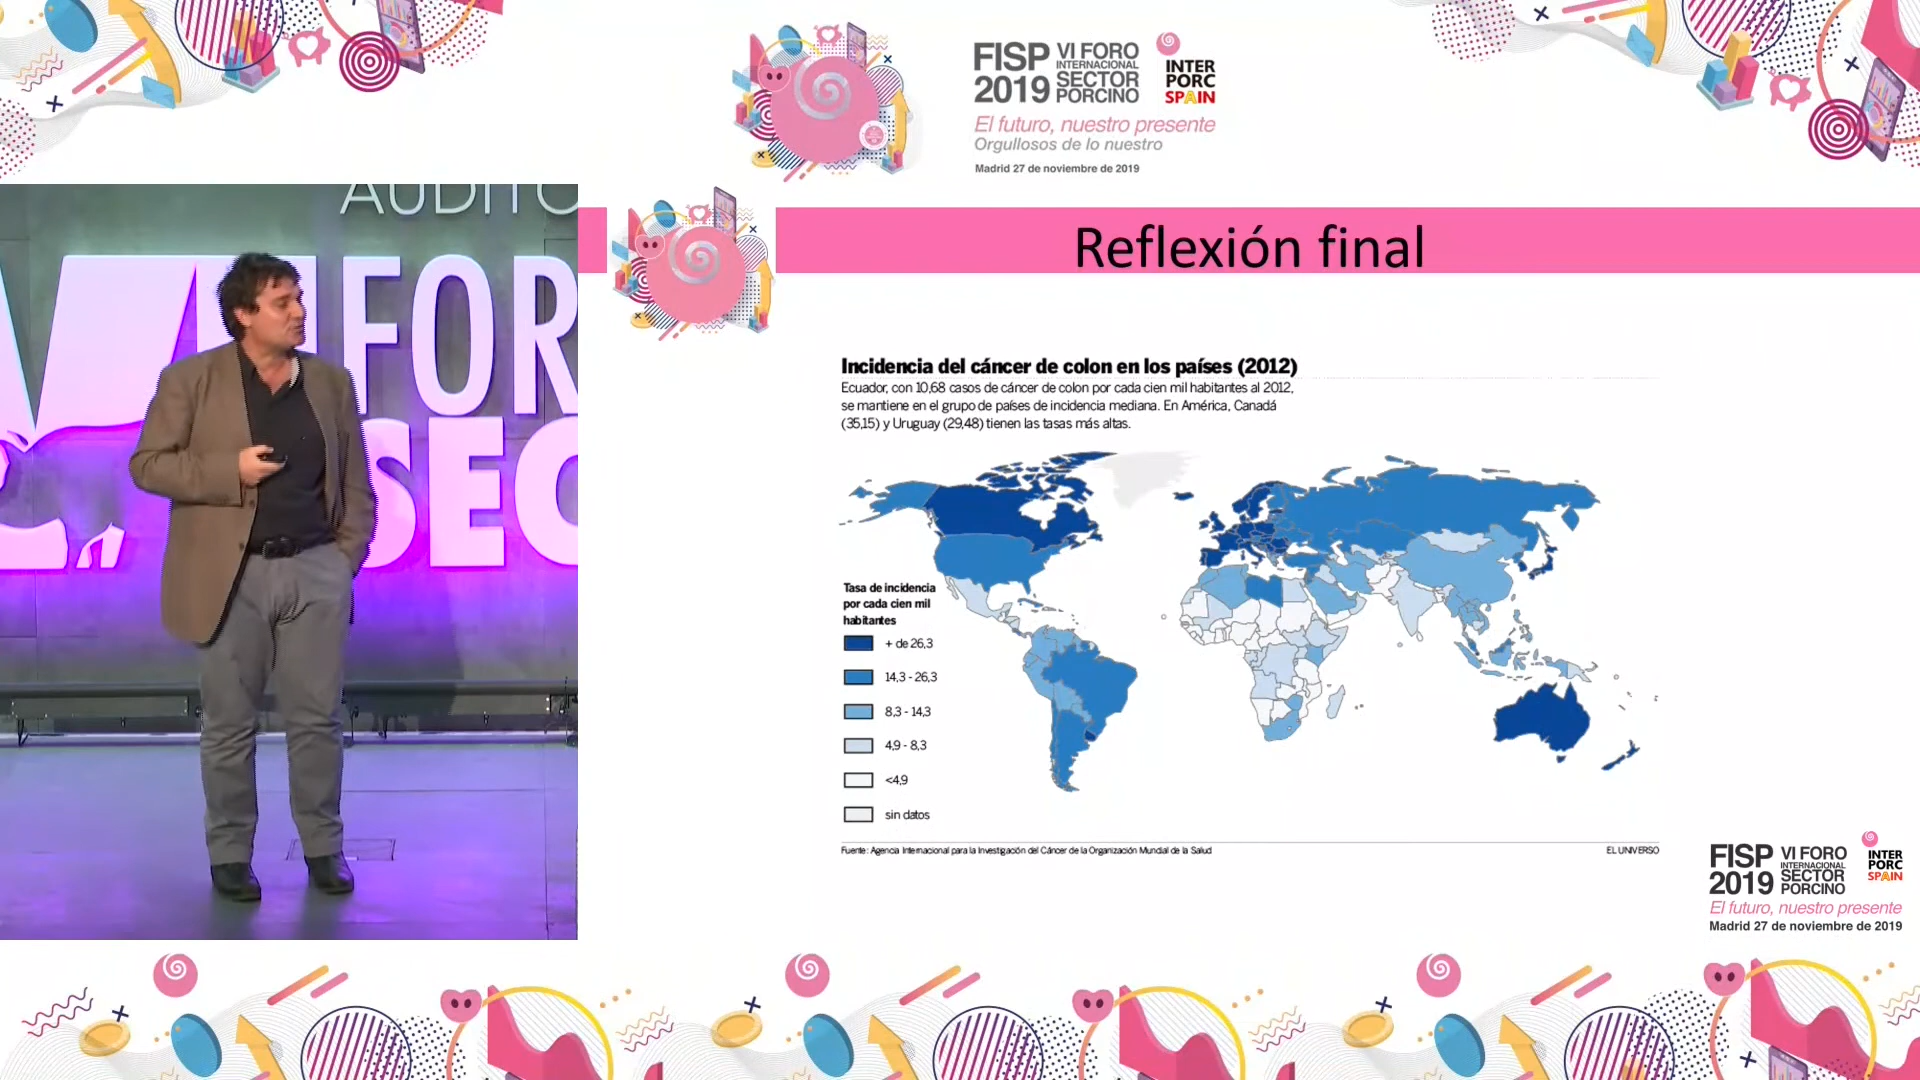 FISP
2019
VI FORO
INTERNACIONAL
SECTOR
PORCINO
INTER
PORC
SPAIN
El futuro, nuestro presente
Orgullosos de lo nuestro
Madrid 27 de noviembre de 2019
AUDITO
FOR
SEC
Reflexión final
Incidencia del cáncer de colon en los países (2012)
Ecuador, con 10,68 casos de cáncer de colon por cada cien mil habitantes al 2012,
se mantiene en el grupo de países de incidencia mediana. En América, Canadá
(35,15) y Uruguay (29,48) tienen las tasas más altas.
Tasa de incidencia
por cada cien mil
habitantes
+ de 26,3
14,3 - 26,3
8,3 - 14,3
4,9 - 8,3
<4,9
sin datos
Fuente: Agencia Internacional para la Investigación del Cáncer de la Organización Mundial de la Salud
EL UNIVERSO
FISP
2019
VI FORO
INTERNACIONAL
SECTOR
PORCINO
INTER
PORC
SPAIN
El futuro, nuestro presente
Madrid 27 de noviembre de 2019